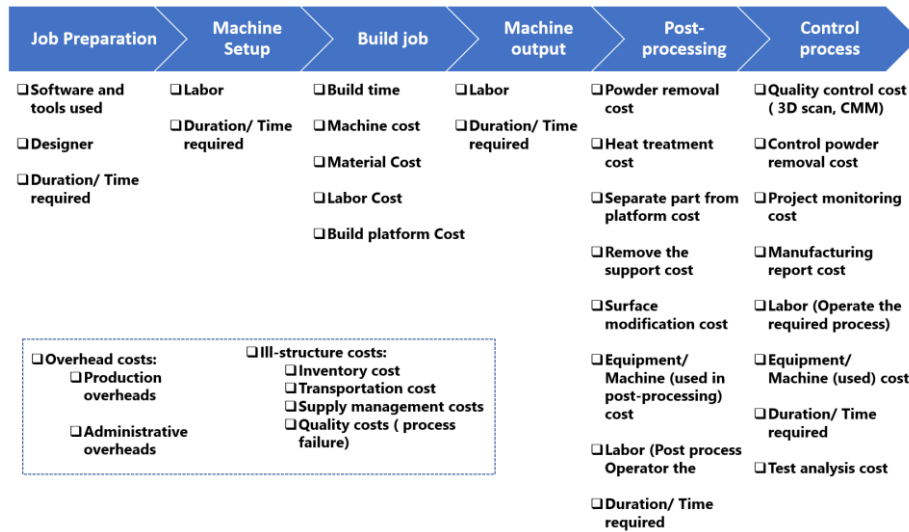 Job Preparation
Machine
Setup
Build job
Machine
output
Post-
processing
Control
process
❑Software and
tools used
❑Designer
❑Duration/ Time
required
❑Labor
❑Duration/ Time
required
❑Build time
❑Machine cost
❑Material Cost
❑Labor Cost
❑Build platform Cost
❑Labor
❑Duration/ Time
required
❑Powder removal
cost
❑Heat treatment
cost
❑Separate part from
platform cost
❑Remove the
support cost
❑Surface
modification cost
❑Equipment/
Machine (used in
post-processing)
cost
❑Labor (Post process
Operator the
❑Duration/ Time
required
❑Quality control cost
( 3D scan, CMM)
❑Control powder
removal cost
❑Project monitoring
cost
❑Manufacturing
report cost
❑Labor (Operate the
required process)
❑Equipment/
Machine (used) cost
❑Duration/ Time
required
❑Test analysis cost
❑Overhead costs:
❑Production
overheads
❑Administrative
overheads
❑Ill-structure costs:
❑Inventory cost
❑Transportation cost
❑Supply management costs
❑Quality costs ( process
failure)